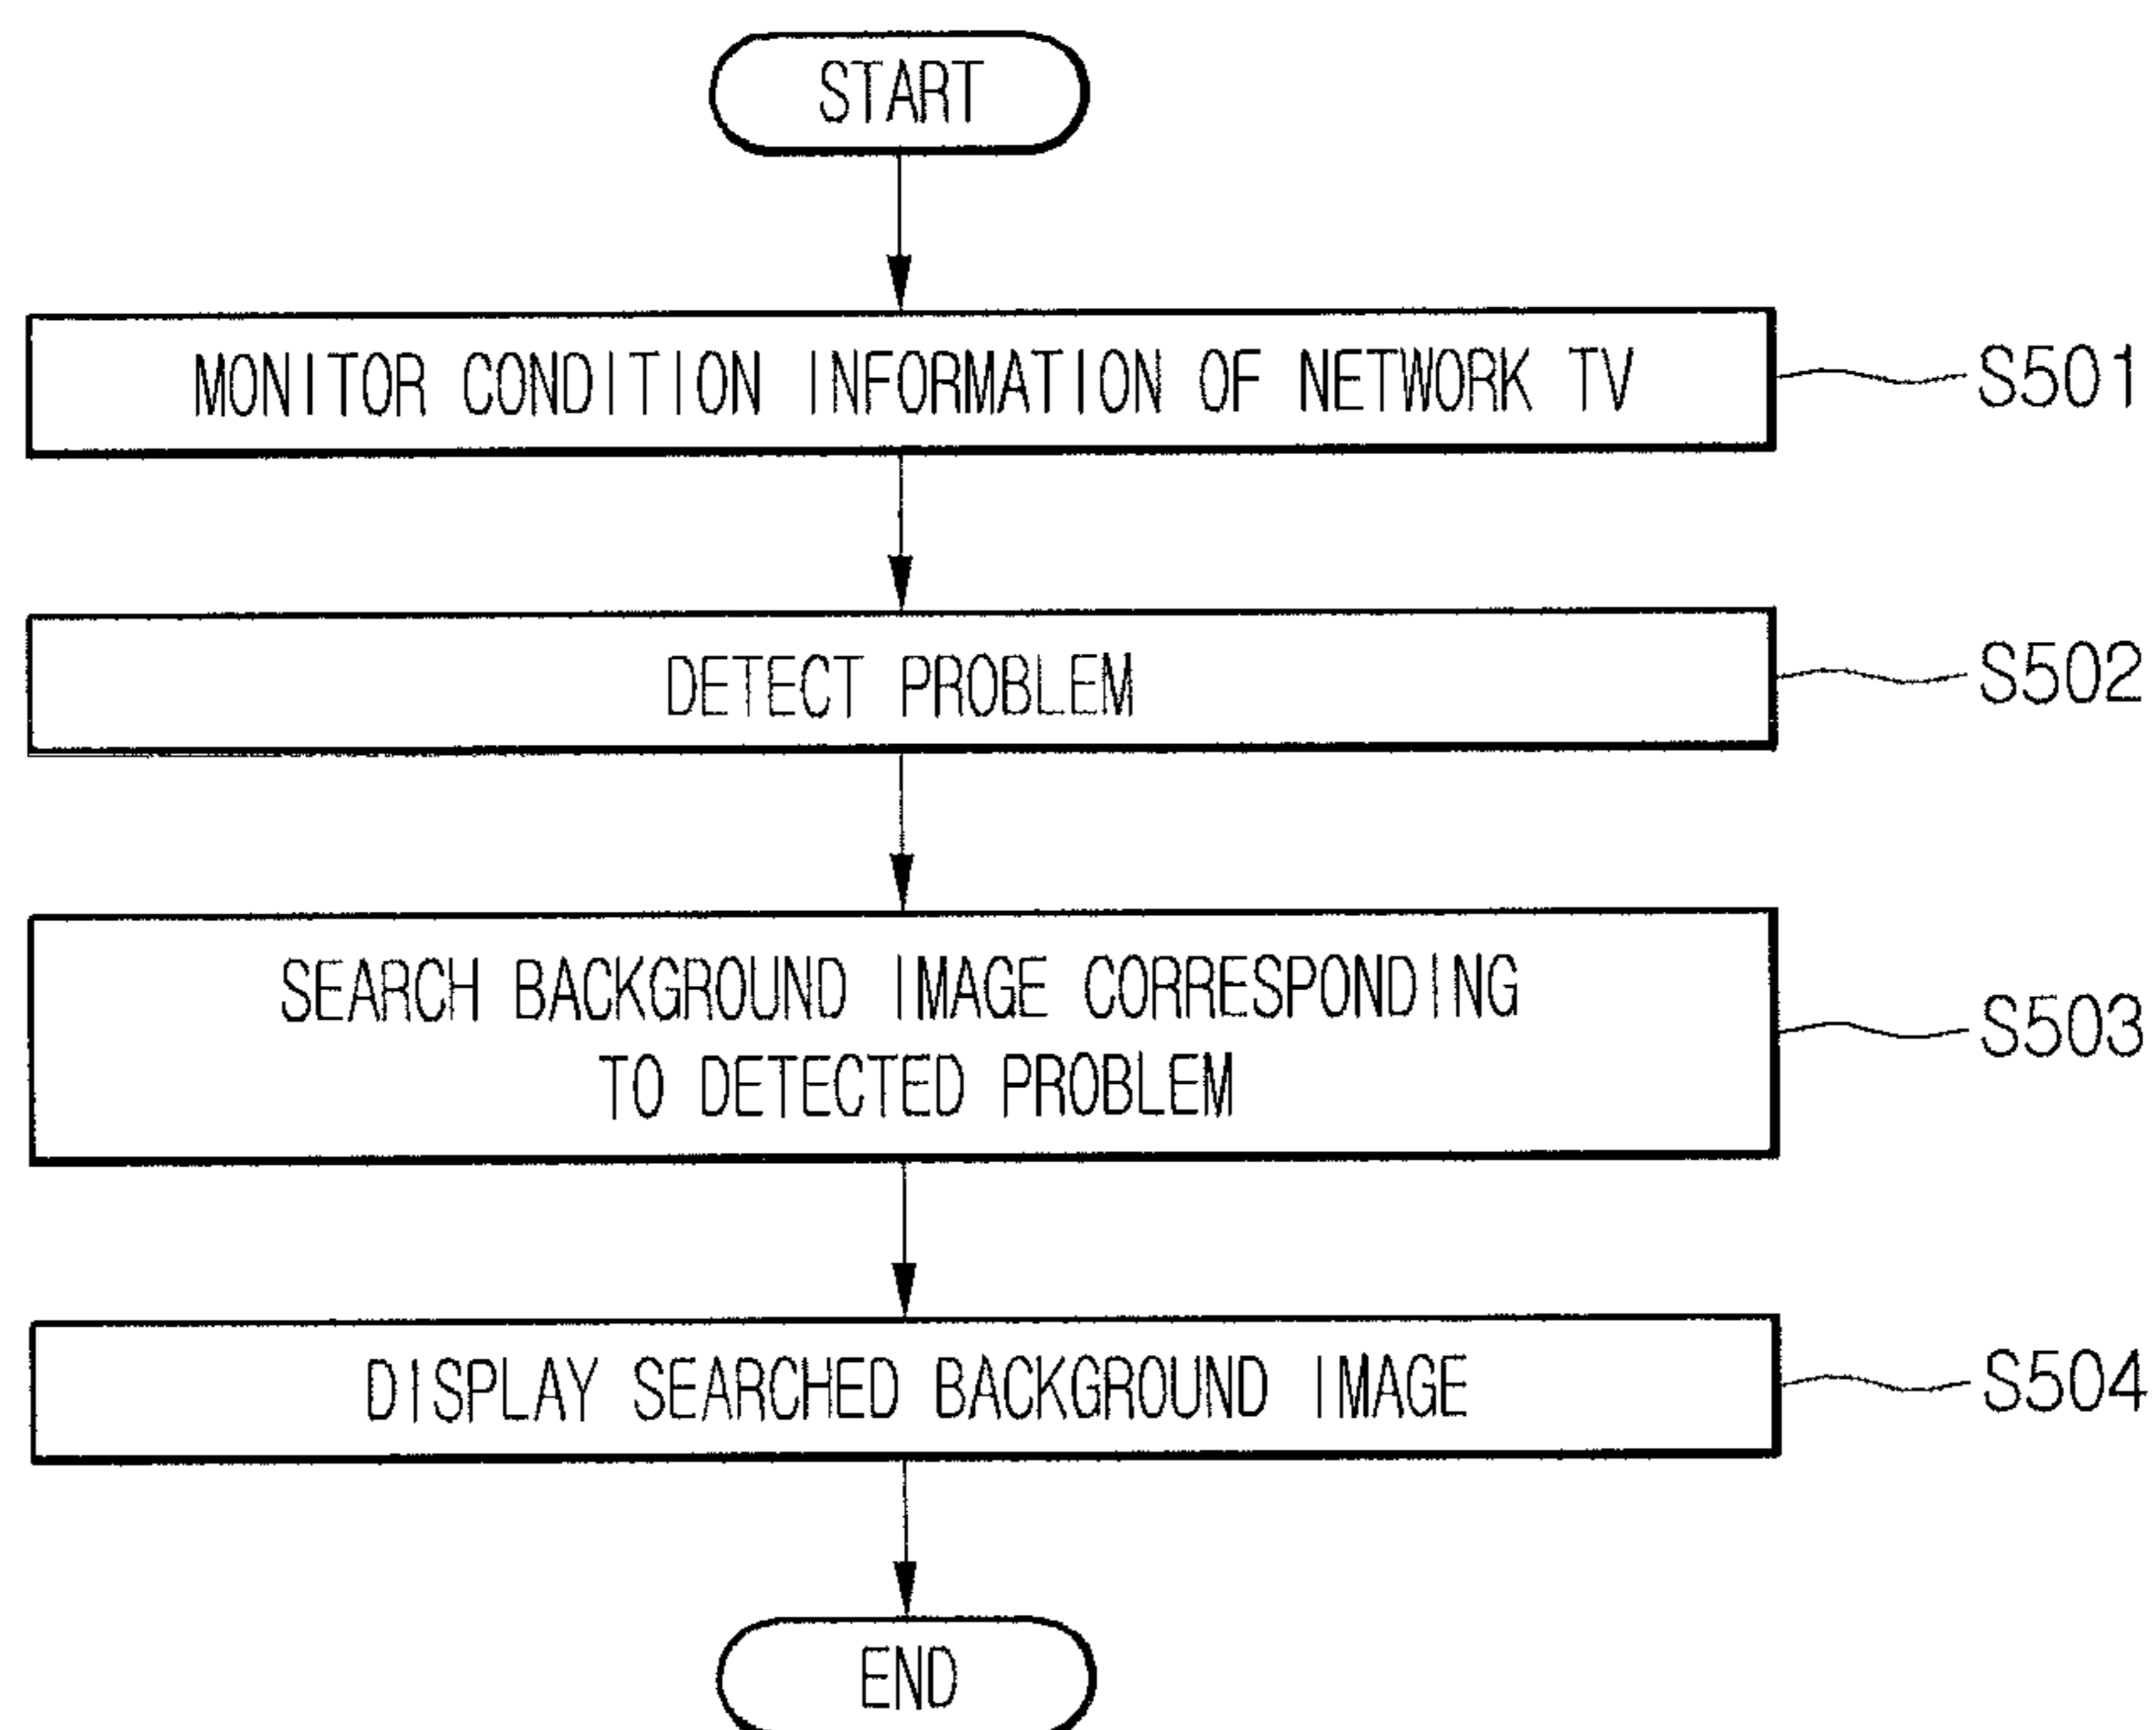 START
MONITOR CONDITION INFORMATION OF NETWORK TV
S501
DETECT PROBLEM
S502
SEARCH BACKGROUND IMAGE CORRESPONDING
TO DETECTED PROBLEM
S503
DISPLAY SEARCHED BACKGROUND IMAGE
S504
END